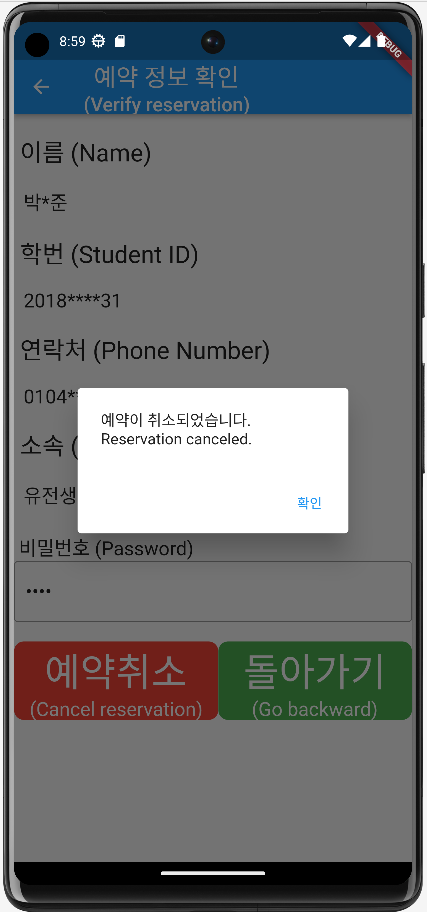 8:59
DEBUG
예약 정보 확인
(Verify reservation)
이름 (Name)
박*준
학번 (Student ID)
2018****31
연락처 (Phone Number)
0104*
예약이 취소되었습니다.
Reservation canceled.
확인
소속 (
유전생
비밀번호 (Password)
••••
예약취소
(Cancel reservation)
돌아가기
(Go backward)